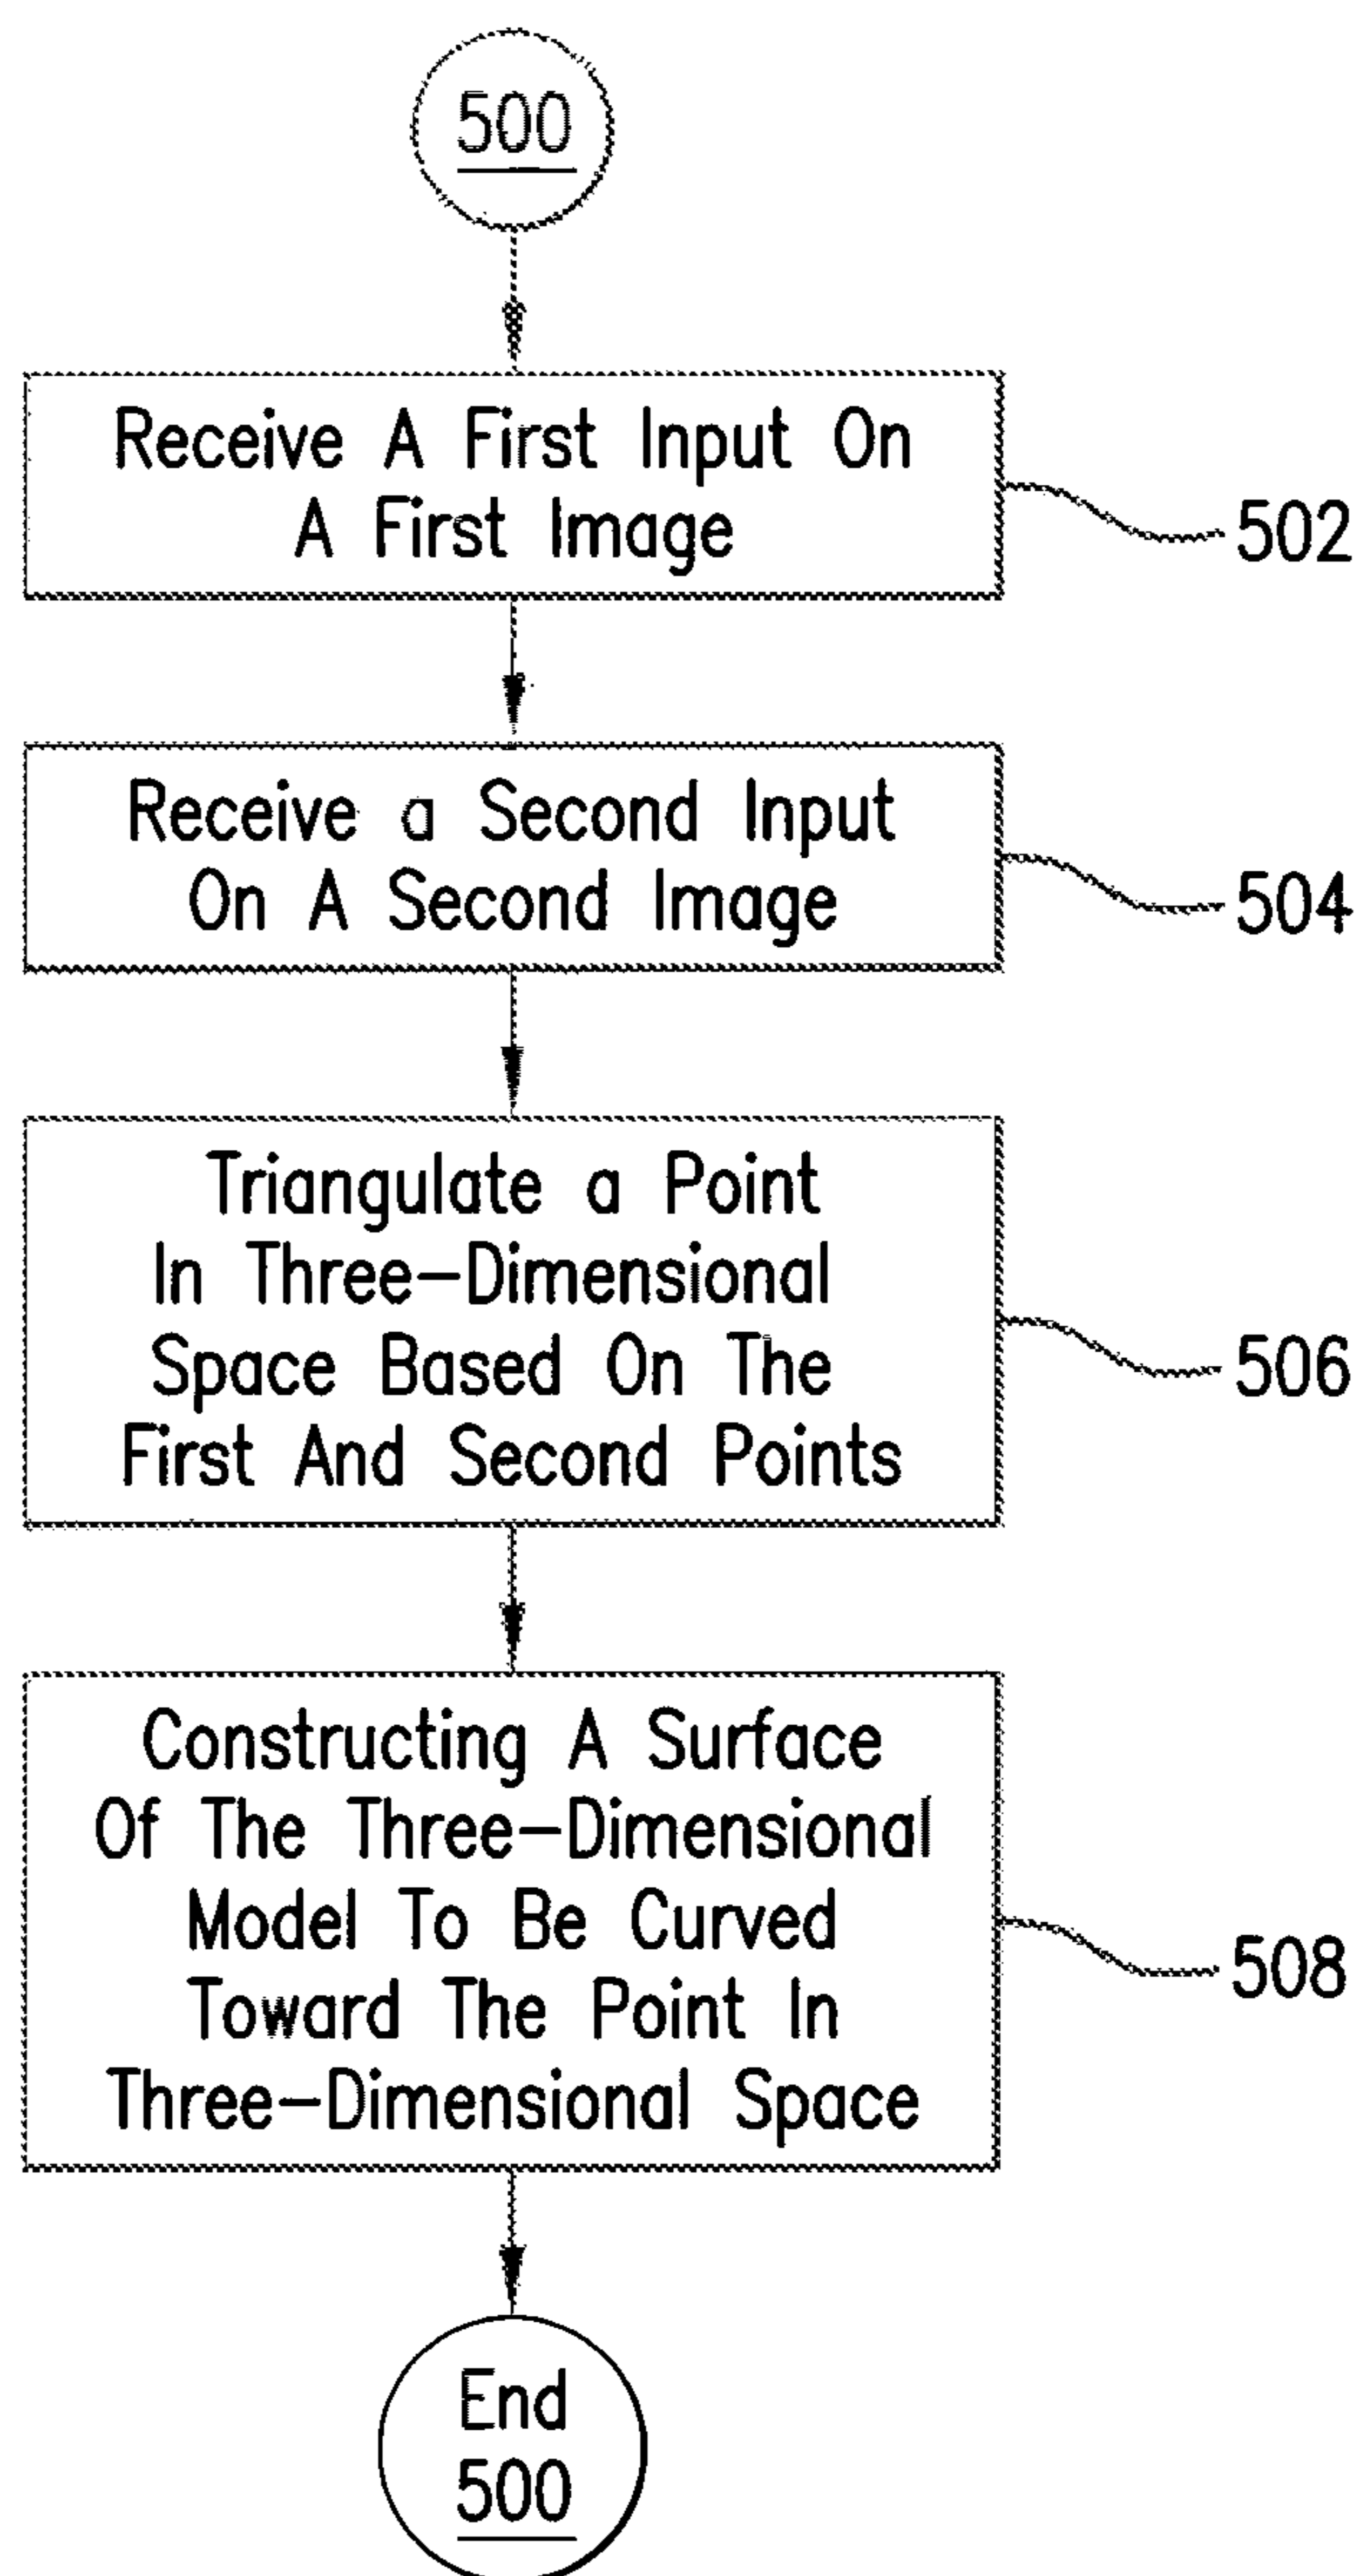 500
Receive A First Input On
A First Image
502
Receive a Second Input
On A Second Image
504
Triangulate a Point
In Three-Dimensional
Space Based On The
First And Second Points
506
Constructing A Surface
Of The Three-Dimensional
Model To Be Curved
Toward The Point In
Three-Dimensional Space
508
End
500